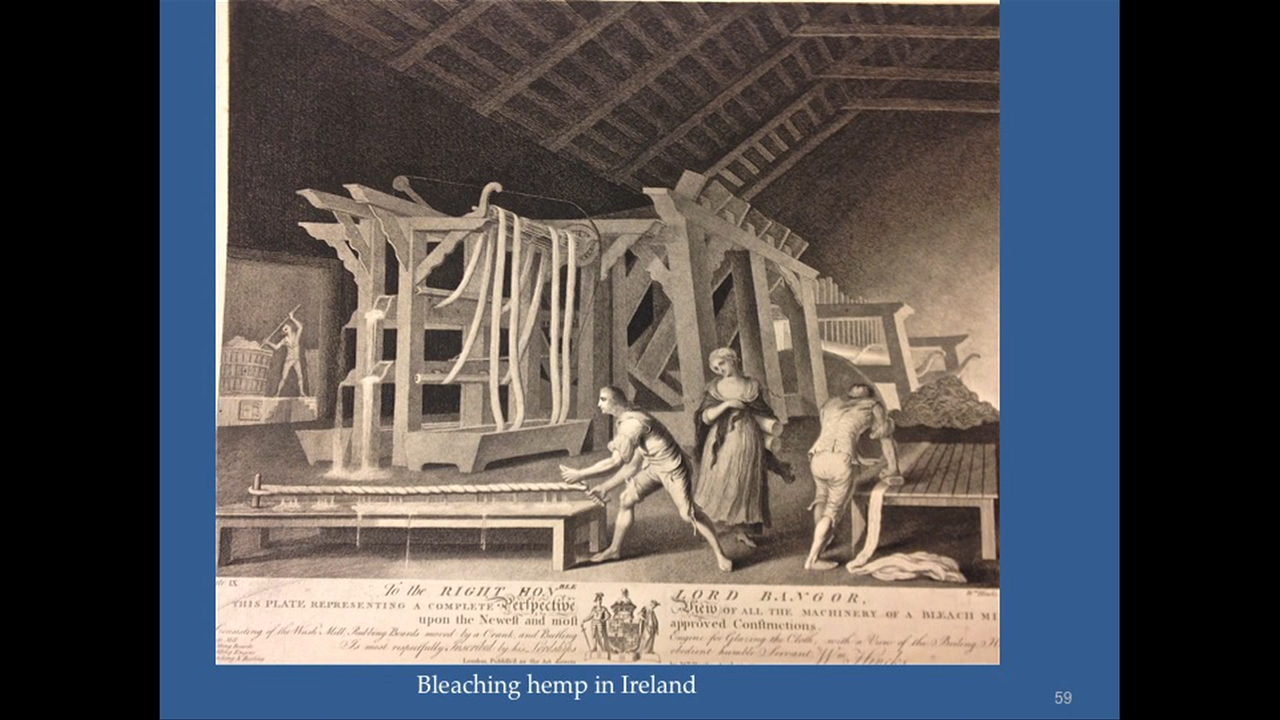 te IX
To the RIGHT HON.BLE LORD BANGOR,
THIS PLATE REPRESENTING A COMPLETE Perspective View OF ALL THE MACHINERY OF A BLEACH MI
upon the Newest and most approved Constructions.
Consisting of the Wash Mill, Rubbing Boards moved by a Crank and Beetling Engine for Glazing the Cloth, with a View of the Boiling H
Is most respectfully Inscribed by his Lordships obedient humble Servant, Wm. Hincks
London, Publish'd as the Act directs
Bleaching hemp in Ireland
59